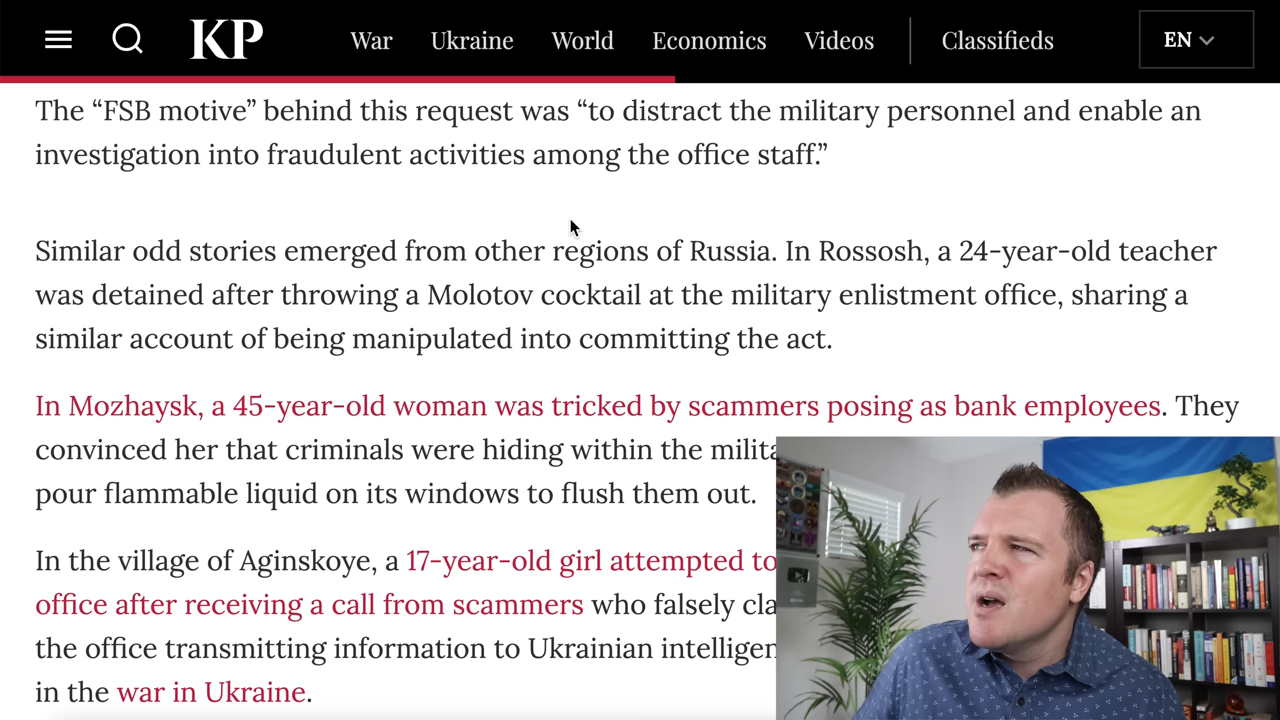 KP
War
Ukraine
World
Economics
Videos
Classifieds
EN
The “FSB motive” behind this request was “to distract the military personnel and enable an
investigation into fraudulent activities among the office staff.”
Similar odd stories emerged from other regions of Russia. In Rossosh, a 24-year-old teacher
was detained after throwing a Molotov cocktail at the military enlistment office, sharing a
similar account of being manipulated into committing the act.
In Mozhaysk, a 45-year-old woman was tricked by scammers posing as bank employees. They
convinced her that criminals were hiding within the
pour flammable liquid on its windows to flush them out.
In the village of Aginskoye, a 17-year-old girl attempted to
office after receiving a call from scammers who falsely
the office transmitting information to Ukrainian
in the war in Ukraine.